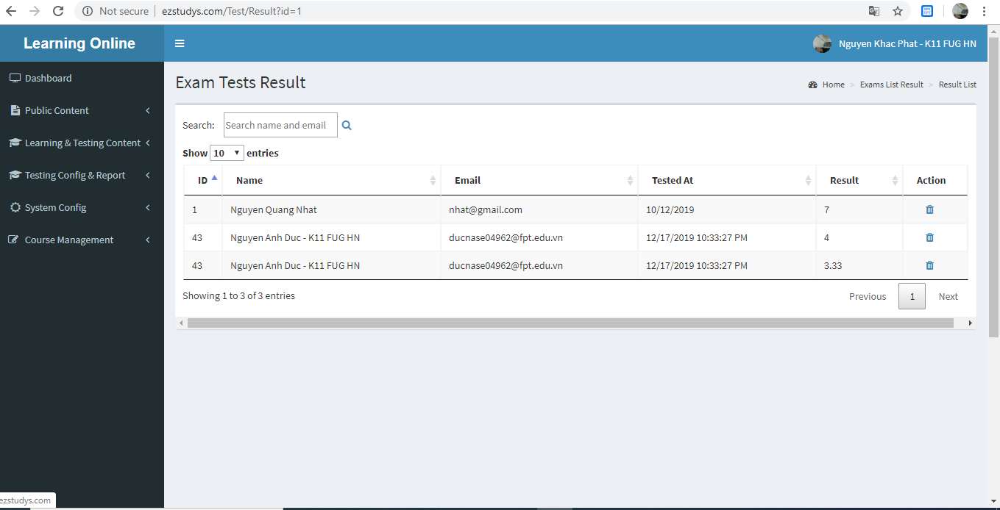 Not secure | ezstudys.com/Test/Result?id=1
Learning Online
Nguyen Khac Phat - K11 FUG HN
Dashboard
Public Content
Learning & Testing Content
Testing Config & Report
System Config
Course Management
Exam Tests Result
Home > Exams List Result > Result List
Search: Search name and email
Show 10 entries
ID Name Email Tested At Result Action
1 Nguyen Quang Nhat nhat@gmail.com 10/12/2019 7
43 Nguyen Anh Duc - K11 FUG HN ducnase04962@fpt.edu.vn 12/17/2019 10:33:27 PM 4
43 Nguyen Anh Duc - K11 FUG HN ducnase04962@fpt.edu.vn 12/17/2019 10:33:27 PM 3.33
Showing 1 to 3 of 3 entries
Previous 1 Next
ezstudys.com